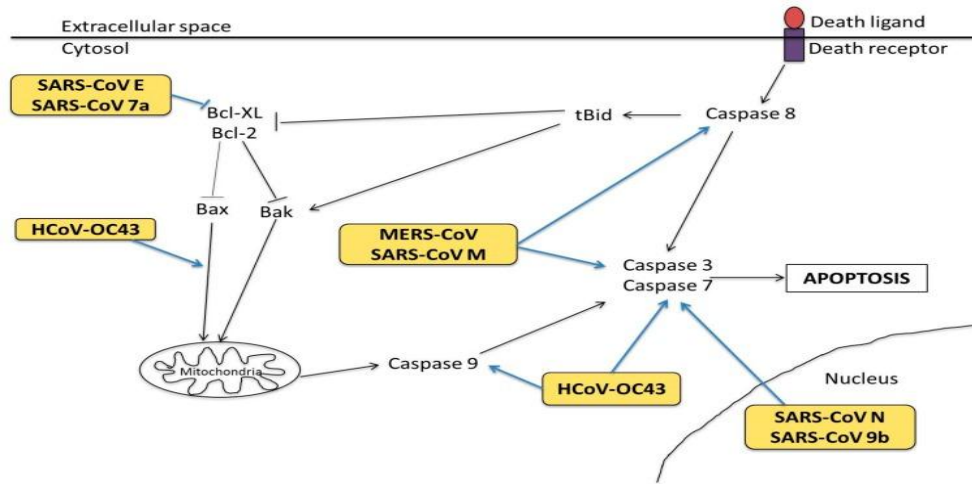 Extracellular space
Cytosol
Death ligand
Death receptor
SARS-CoV E
SARS-CoV 7a
Bcl-XL
Bcl-2
tBid
Caspase 8
Bax
Bak
HCoV-OC43
MERS-CoV
SARS-CoV M
Caspase 3
Caspase 7
APOPTOSIS
Mitochondria
Caspase 9
HCoV-OC43
Nucleus
SARS-CoV N
SARS-CoV 9b